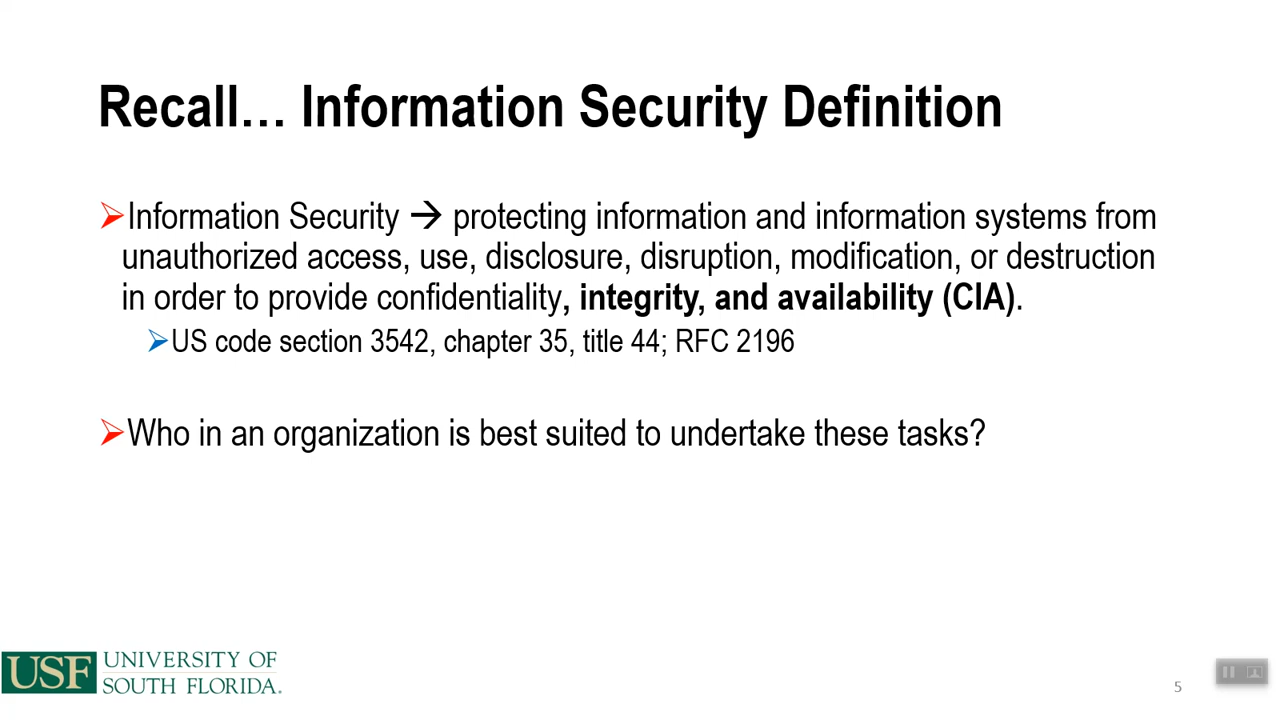 Recall… Information Security Definition
Information Security → protecting information and information systems from
unauthorized access, use, disclosure, disruption, modification, or destruction
in order to provide confidentiality, integrity, and availability (CIA).
US code section 3542, chapter 35, title 44; RFC 2196
Who in an organization is best suited to undertake these tasks?
USF
UNIVERSITY OF
SOUTH FLORIDA.
5